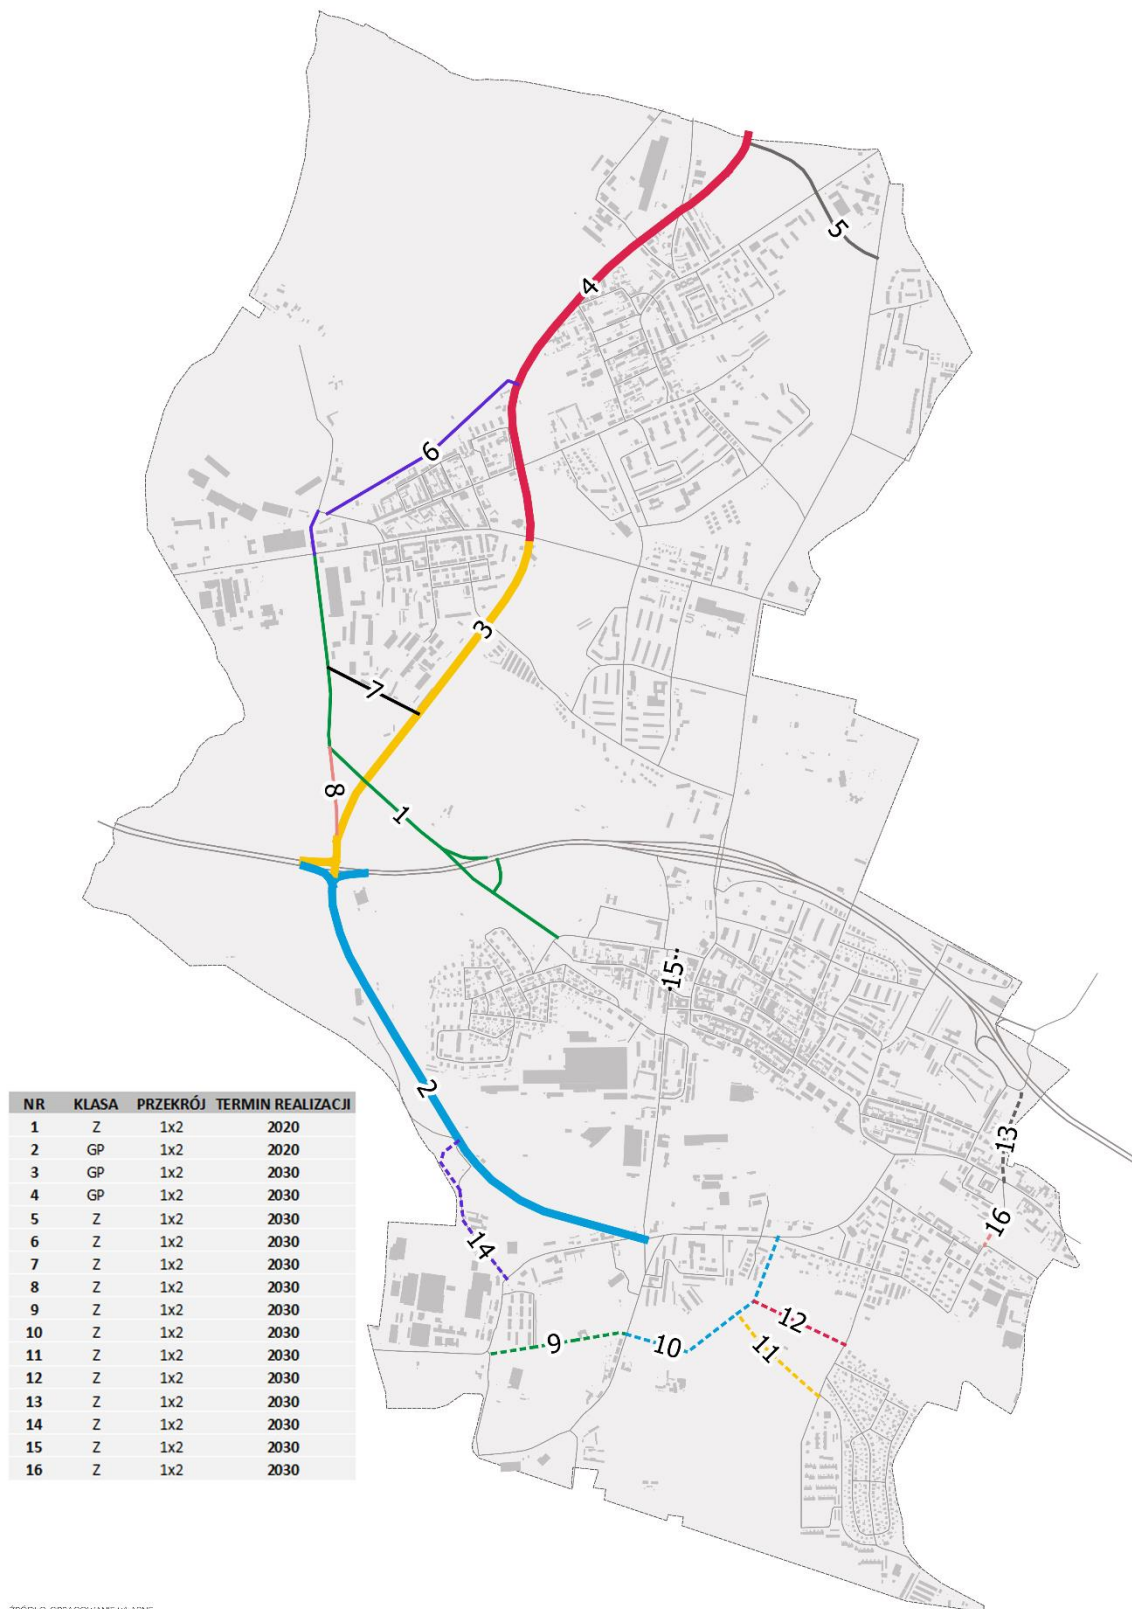 5
4
6
3
7
8
1
15
2
13
16
14
12
9
10
11
NR KLASA PRZEKRÓJ TERMIN REALIZACJI
1 Z 1x2 2020
2 GP 1x2 2020
3 GP 1x2 2030
4 GP 1x2 2030
5 Z 1x2 2030
6 Z 1x2 2030
7 Z 1x2 2030
8 Z 1x2 2030
9 Z 1x2 2030
10 Z 1x2 2030
11 Z 1x2 2030
12 Z 1x2 2030
13 Z 1x2 2030
14 Z 1x2 2030
15 Z 1x2 2030
16 Z 1x2 2030